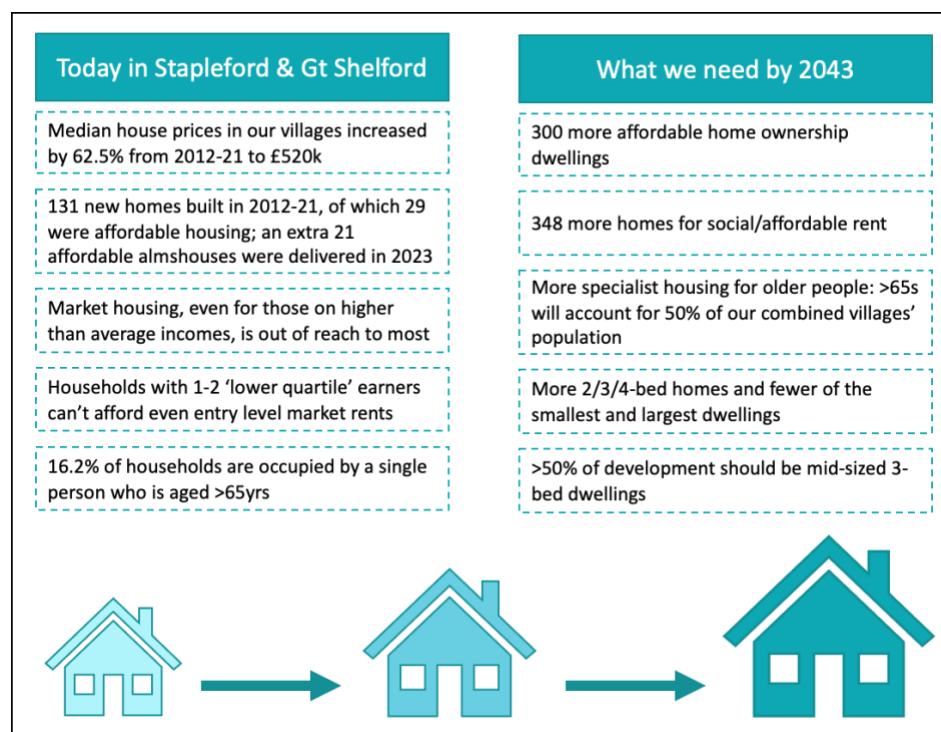 Today in Stapleford & Gt Shelford
Median house prices in our villages increased
by 62.5% from 2012-21 to £520k
131 new homes built in 2012-21, of which 29
were affordable housing; an extra 21
affordable almshouses were delivered in 2023
Market housing, even for those on higher
than average incomes, is out of reach to most
Households with 1-2 ‘lower quartile’ earners
can’t afford even entry level market rents
16.2% of households are occupied by a single
person who is aged >65yrs
What we need by 2043
300 more affordable home ownership
dwellings
348 more homes for social/affordable rent
More specialist housing for older people: >65s
will account for 50% of our combined villages’
population
More 2/3/4-bed homes and fewer of the
smallest and largest dwellings
>50% of development should be mid-sized 3-
bed dwellings